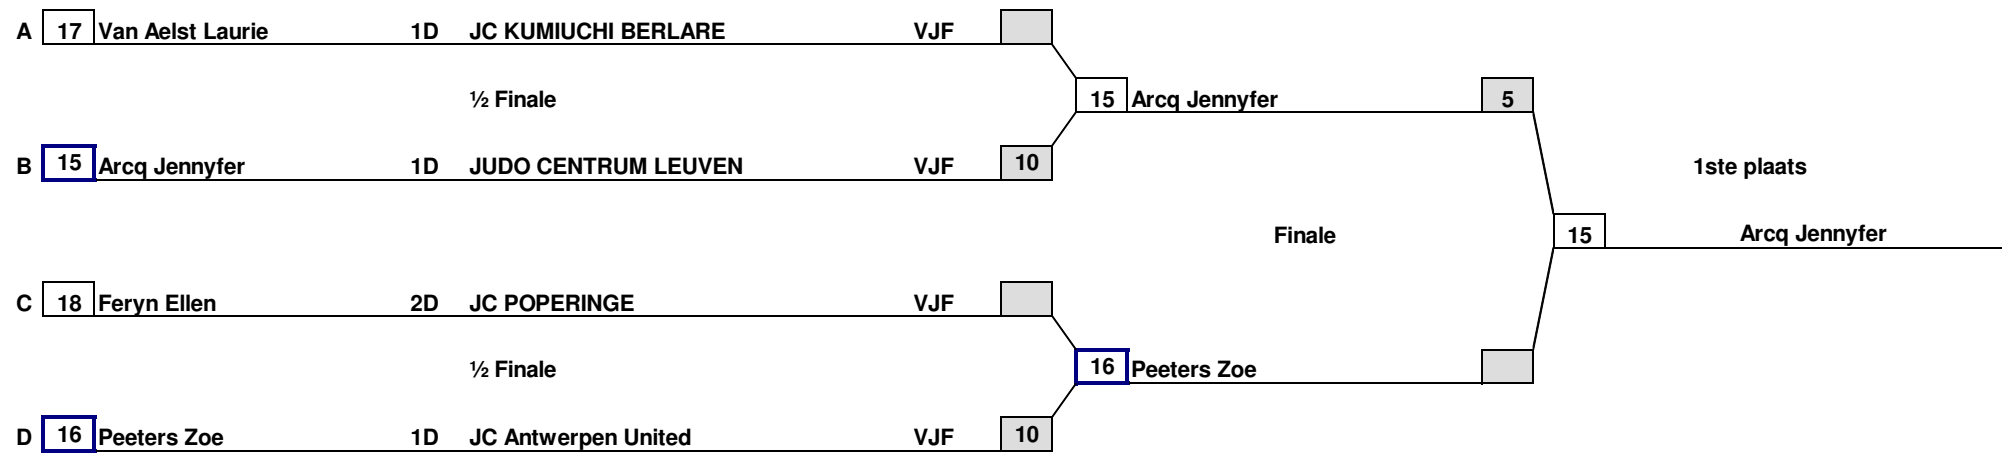 A 17 Van Aelst Laurie 1D JC KUMIUCHI BERLARE VJF
½ Finale 15 Arcq Jennyfer 5
B 15 Arcq Jennyfer 1D JUDO CENTRUM LEUVEN VJF 10 1ste plaats
Finale 15 Arcq Jennyfer
C 18 Feryn Ellen 2D JC POPERINGE VJF
½ Finale 16 Peeters Zoe
D 16 Peeters Zoe 1D JC Antwerpen United VJF 10